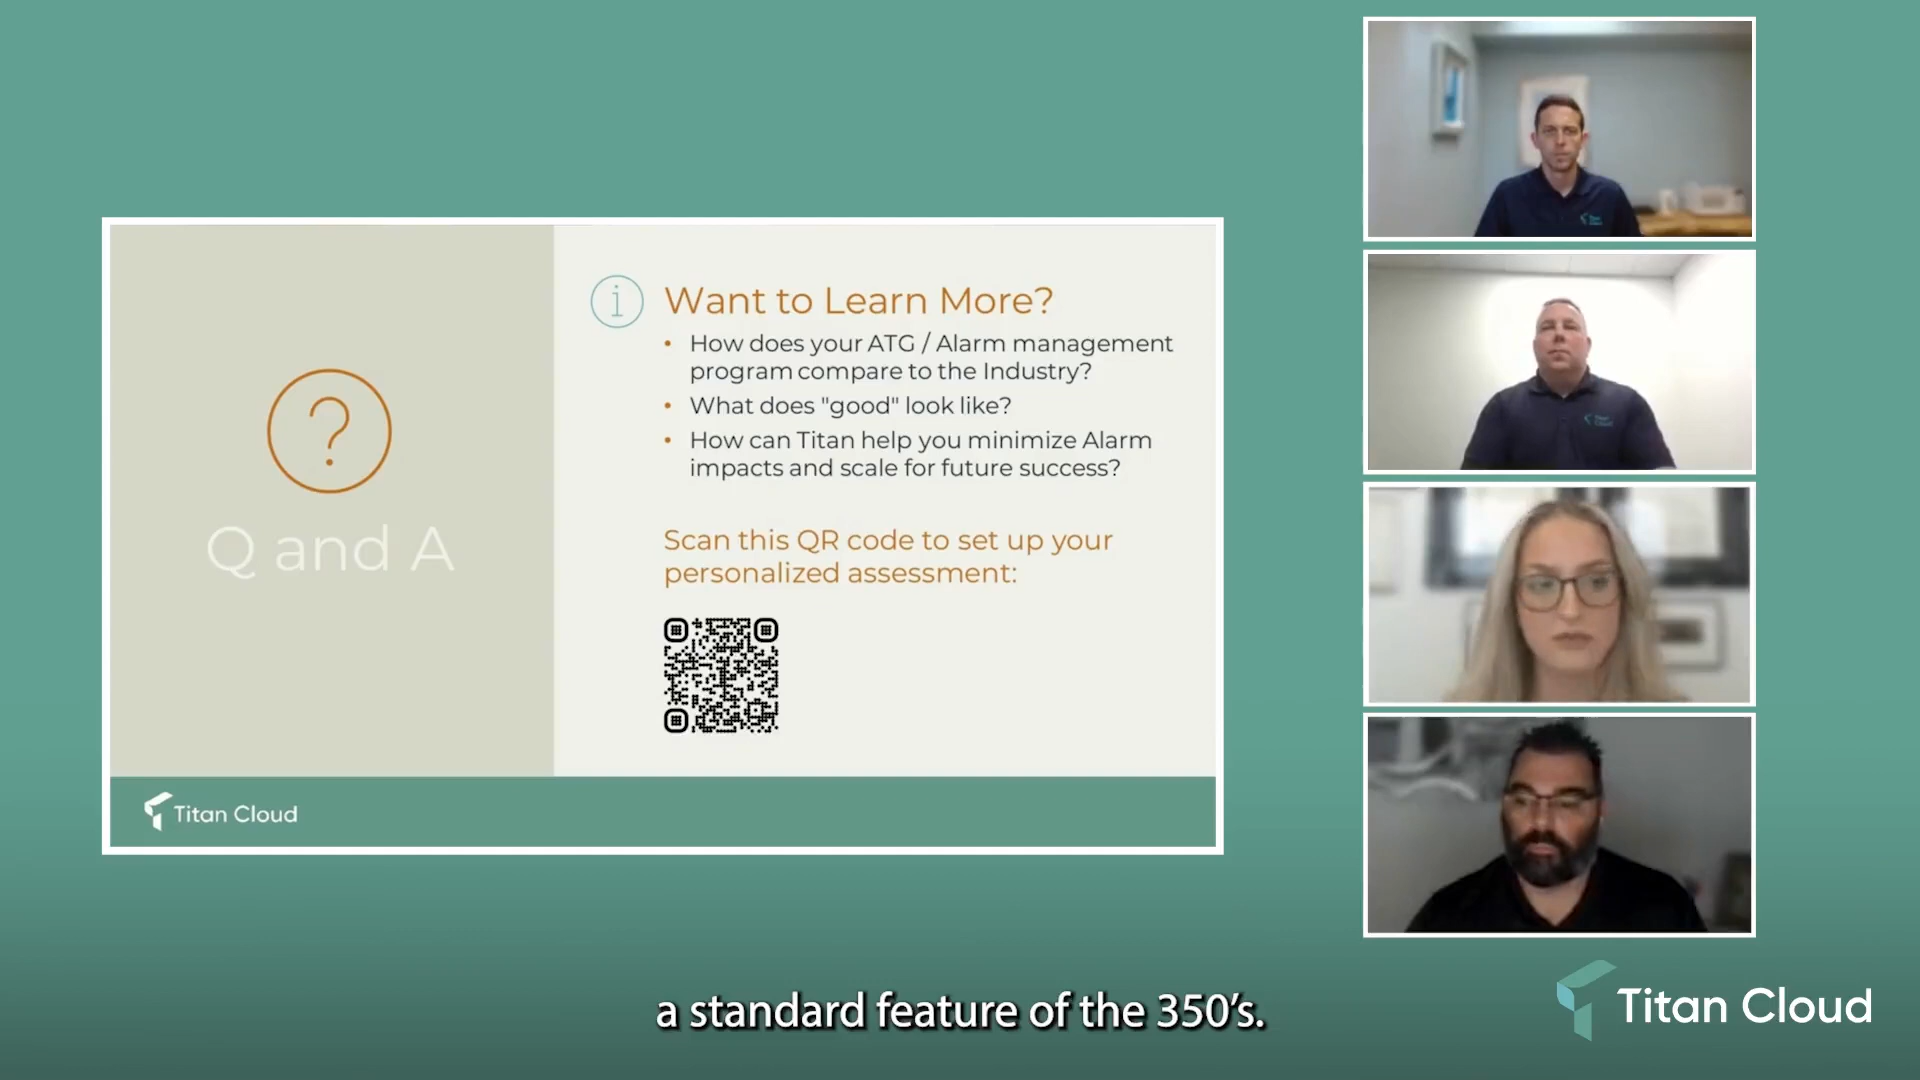 Want to Learn More?
• How does your ATG / Alarm management
program compare to the Industry?
• What does "good" look like?
• How can Titan help you minimize Alarm
impacts and scale for future success?
Q and A
Scan this QR code to set up your
personalized assessment:
Titan Cloud
a standard feature of the 350's.
Titan Cloud